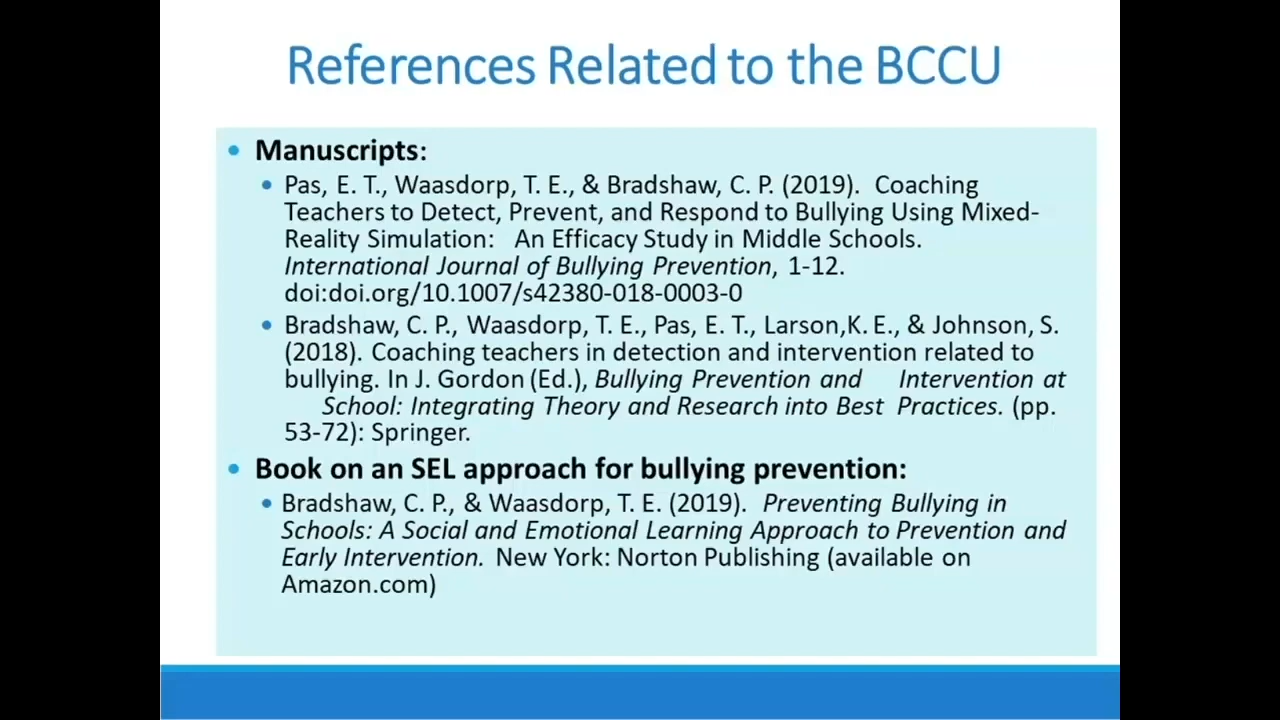 References Related to the BCCU
• Manuscripts:
• Pas, E. T., Waasdorp, T. E., & Bradshaw, C. P. (2019). Coaching
Teachers to Detect, Prevent, and Respond to Bullying Using Mixed-
Reality Simulation: An Efficacy Study in Middle Schools.
International Journal of Bullying Prevention, 1-12.
doi:doi.org/10.1007/s42380-018-0003-0
• Bradshaw, C. P., Waasdorp, T. E., Pas, E. T., Larson,K. E., & Johnson, S.
(2018). Coaching teachers in detection and intervention related to
bullying. In J. Gordon (Ed.), Bullying Prevention and Intervention at
School: Integrating Theory and Research into Best Practices. (pp.
53-72): Springer.
• Book on an SEL approach for bullying prevention:
• Bradshaw, C. P., & Waasdorp, T. E. (2019). Preventing Bullying in
Schools: A Social and Emotional Learning Approach to Prevention and
Early Intervention. New York: Norton Publishing (available on
Amazon.com)